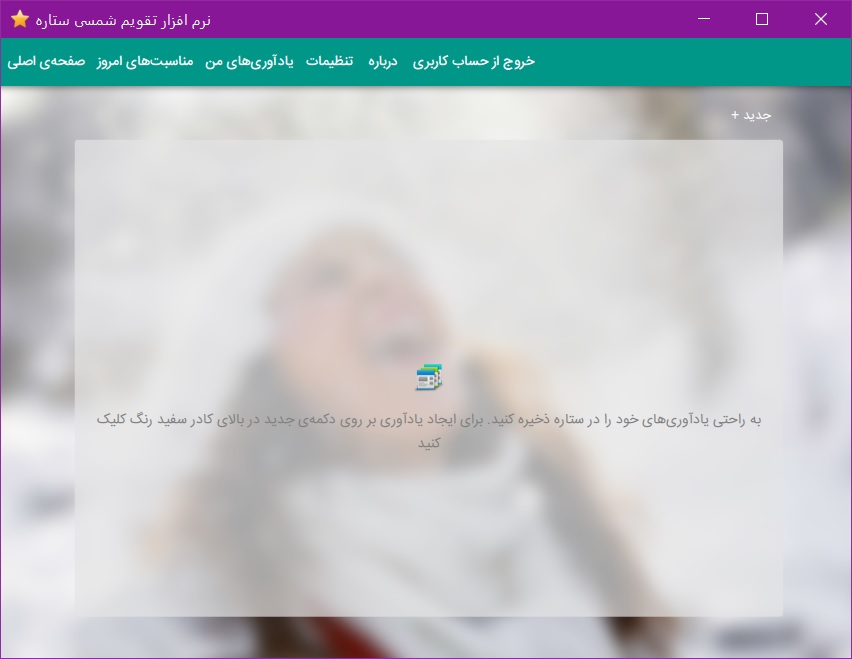 نرم افزار تقویم شمسی ستاره
صفحه‌ی اصلی
مناسبت‌های امروز
یادآوری‌های من
تنظیمات
درباره
خروج از حساب کاربری
جدید +
به راحتی یادآوری‌های خود را در ستاره ذخیره کنید. برای ایجاد یادآوری بر روی دکمه‌ی جدید در بالای کادر سفید رنگ کلیک
کنید